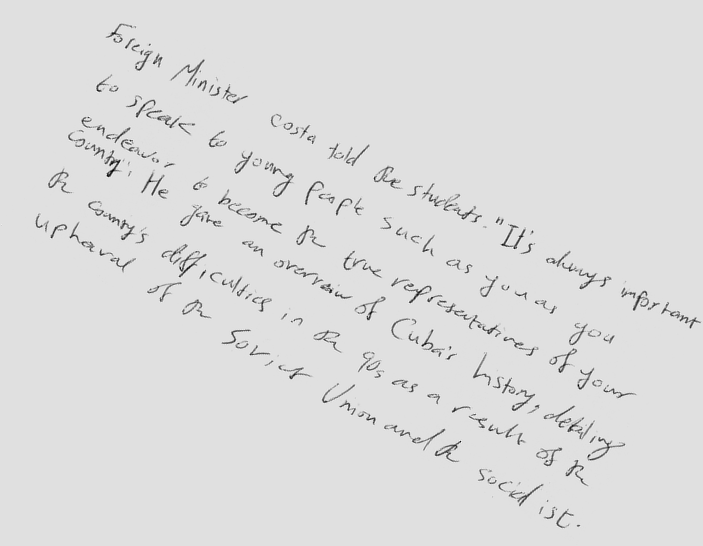 Foreign Minister Costa told the students. "It's always important
to speak to young people such as you as you
endeavor to become the true representatives of your
country". He gave an overview of Cuba's history, detailing
the country's difficulties in the 90s as a result of the
upheaval of the Soviet Union and the socialist.